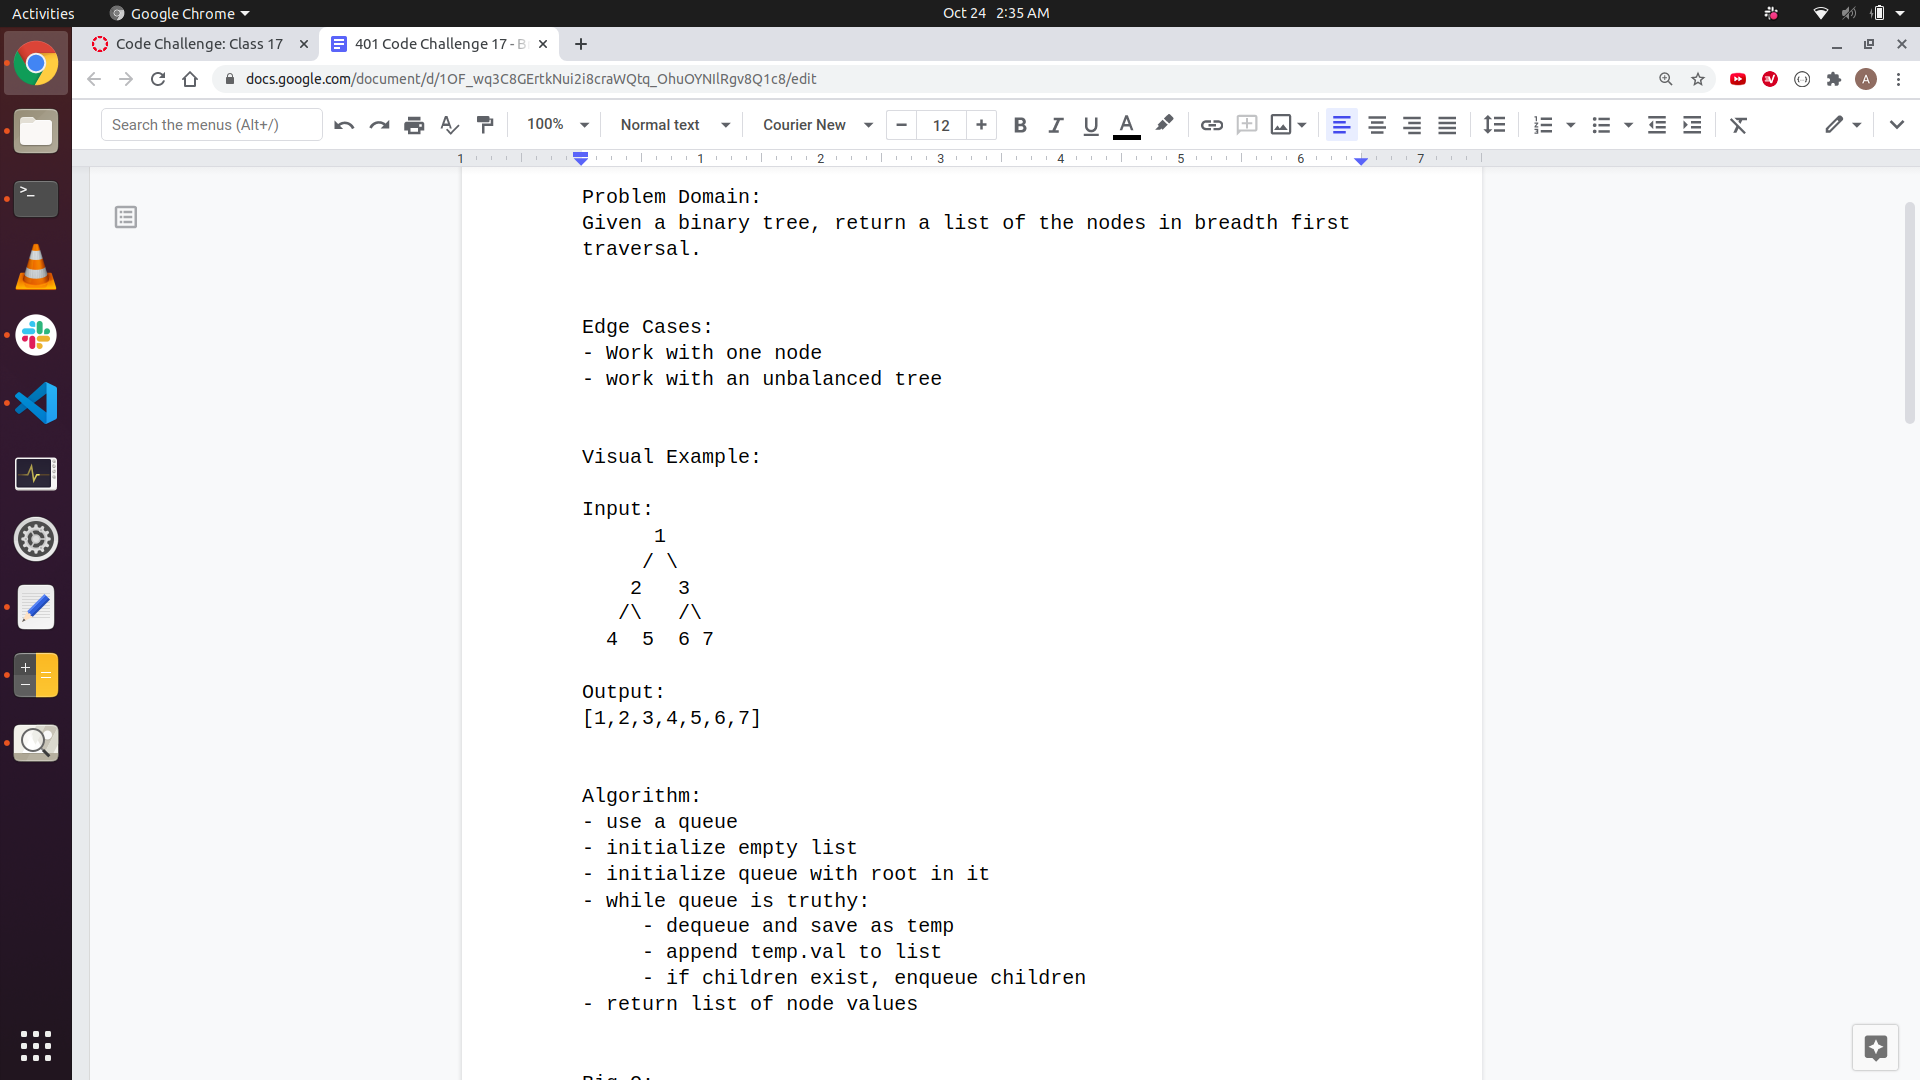 Activities Google Chrome Oct 24 2:35 AM
Code Challenge: Class 17 401 Code Challenge 17 - B
docs.google.com/document/d/1OF_wq3C8GErtkNui2i8craWQtq_OhuOYNIlRgv8Q1c8/edit A
Search the menus (Alt+/) 100% Normal text Courier New 12 B I U A
1 1 2 3 4 5 6 7
Problem Domain:
Given a binary tree, return a list of the nodes in breadth first
traversal.
Edge Cases:
- Work with one node
- work with an unbalanced tree
Visual Example:
Input:
1
/ \
2 3
/\ /\
4 5 6 7
Output:
[1,2,3,4,5,6,7]
Algorithm:
- use a queue
- initialize empty list
- initialize queue with root in it
- while queue is truthy:
- dequeue and save as temp
- append temp.val to list
- if children exist, enqueue children
- return list of node values
Big O: